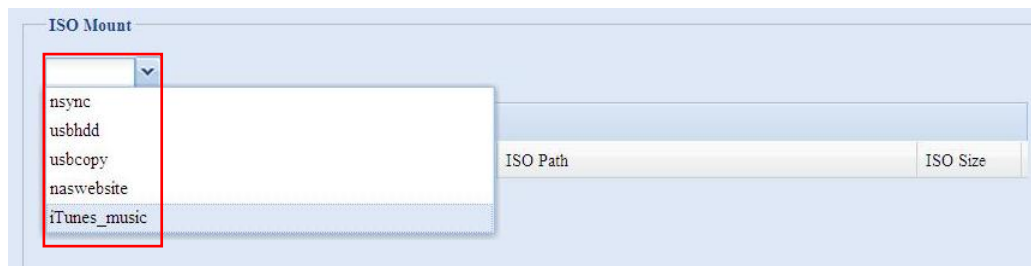 ISO Mount
nsync
usbhdd
usbcopy
naswebsite
iTunes_music
ISO Path
ISO Size